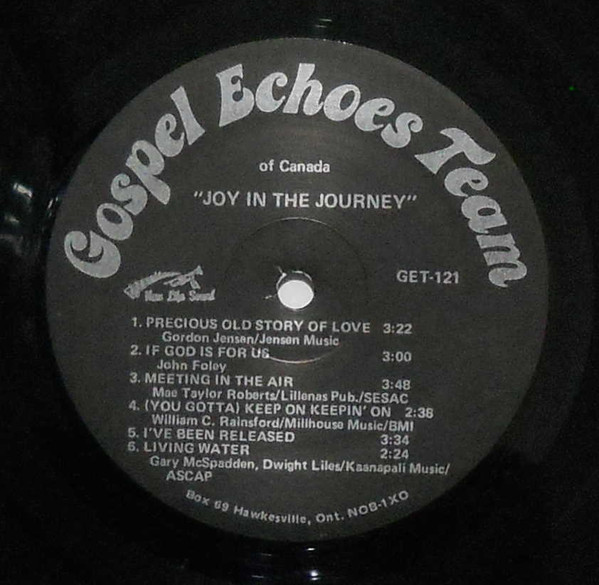 Gospel Echoes Team
of Canada
"JOY IN THE JOURNEY"
GET-121
New Life Sound
1. PRECIOUS OLD STORY OF LOVE 3:22
Gordon Jensen/Jensen Music
2. IF GOD IS FOR US 3:00
John Foley
3. MEETING IN THE AIR 3:48
Mae Taylor Roberts/Lillenas Pub./SESAC
4. (YOU GOTTA) KEEP ON KEEPIN' ON 2:38
William C. Rainsford/Millhouse Music/BMI
5. I'VE BEEN RELEASED 3:34
6. LIVING WATER 2:24
Gary McSpadden, Dwight Liles/Kaanapali Music/
ASCAP
Box 69 Hawkesville, Ont. NOB-1XO